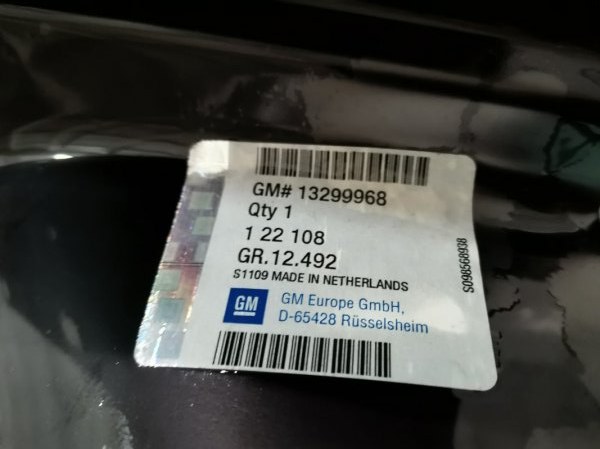 GM# 13299968
Qty 1
1 22 108
GR.12.492
S1109 MADE IN NETHERLANDS
GM
GM Europe GmbH,
D-65428 Rüsselsheim
S098568938